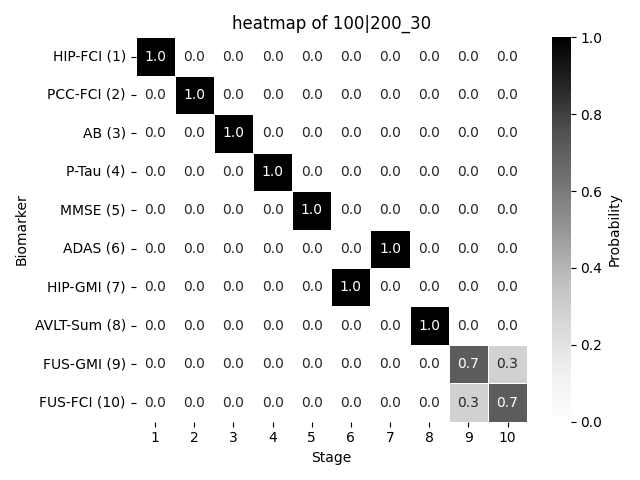 heatmap of 100|200_30
HIP-FCI (1) 1.0 0.0 0.0 0.0 0.0 0.0 0.0 0.0 0.0 0.0
PCC-FCI (2) 0.0 1.0 0.0 0.0 0.0 0.0 0.0 0.0 0.0 0.0
AB (3) 0.0 0.0 1.0 0.0 0.0 0.0 0.0 0.0 0.0 0.0
P-Tau (4) 0.0 0.0 0.0 1.0 0.0 0.0 0.0 0.0 0.0 0.0
MMSE (5) 0.0 0.0 0.0 0.0 1.0 0.0 0.0 0.0 0.0 0.0
ADAS (6) 0.0 0.0 0.0 0.0 0.0 0.0 1.0 0.0 0.0 0.0
HIP-GMI (7) 0.0 0.0 0.0 0.0 0.0 1.0 0.0 0.0 0.0 0.0
AVLT-Sum (8) 0.0 0.0 0.0 0.0 0.0 0.0 0.0 1.0 0.0 0.0
FUS-GMI (9) 0.0 0.0 0.0 0.0 0.0 0.0 0.0 0.0 0.7 0.3
FUS-FCI (10) 0.0 0.0 0.0 0.0 0.0 0.0 0.0 0.0 0.3 0.7
1 2 3 4 5 6 7 8 9 10
Stage
Biomarker
1.0
0.8
0.6
0.4
0.2
0.0
Probability